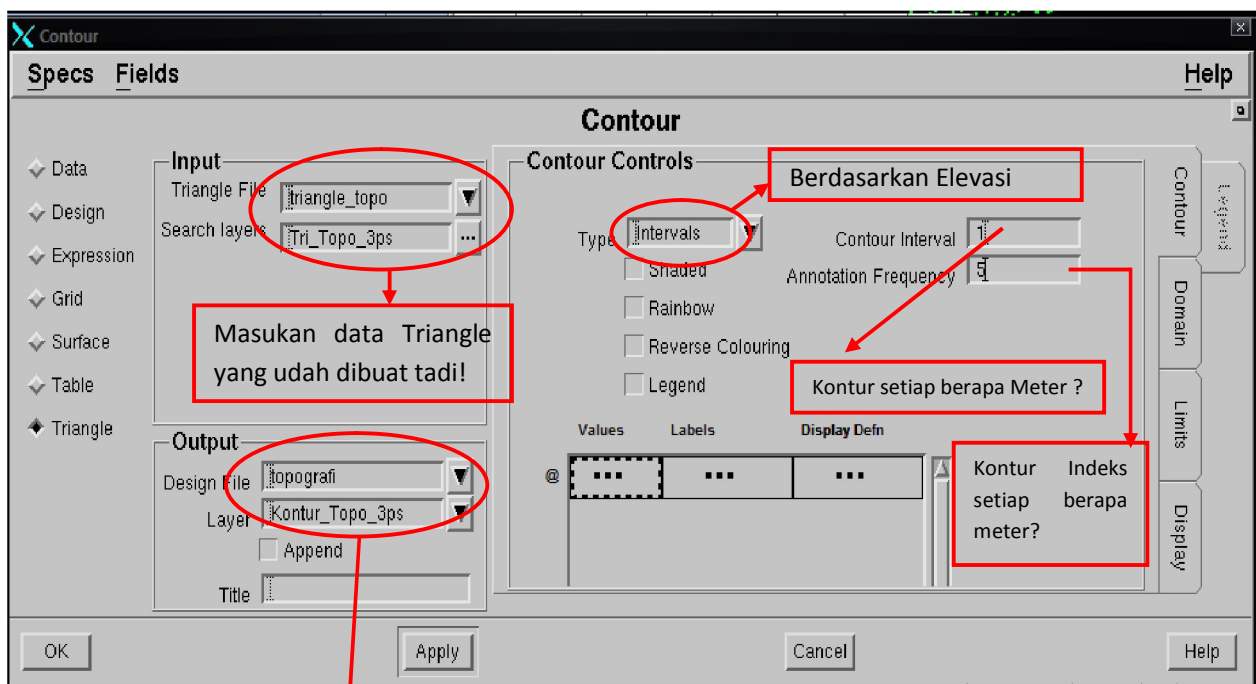 Contour
Specs Fields Help
Contour
Data
Design
Expression
Grid
Surface
Table
Triangle
Input
Triangle File triangle_topo
Search layers Tri_Topo_3ps ...
Masukan data Triangle
yang udah dibuat tadi!
Output
Design File topografi
Layer Kontur_Topo_3ps
Append
Title
Contour Controls
Berdasarkan Elevasi
Type Intervals
Contour Interval 1
Shaded
Annotation Frequency 5
Rainbow
Reverse Colouring
Legend
Kontur setiap berapa Meter ?
Values Labels Display Defn
@ ... ... ...
Kontur Indeks
setiap berapa
meter?
Contour
Domain
Limits
Display
Legend
OK Apply Cancel Help